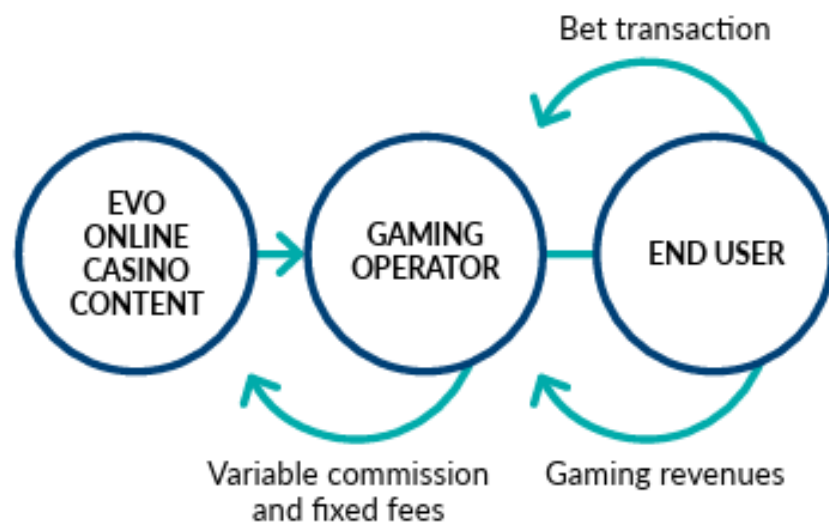 Bet transaction
EVO
ONLINE
CASINO
CONTENT
GAMING
OPERATOR
END USER
Variable commission
and fixed fees
Gaming revenues